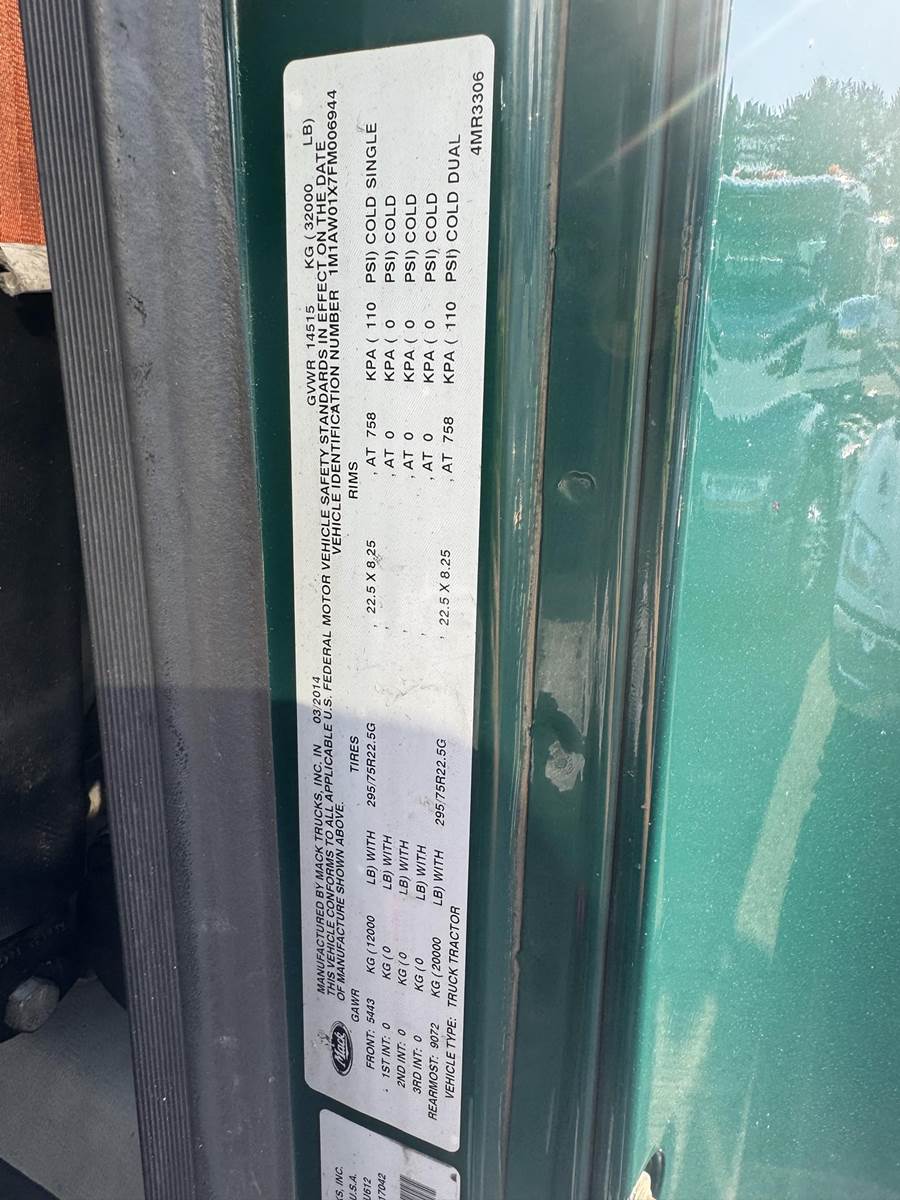 MANUFACTURED BY MACK TRUCKS, INC. IN 03/2014 GVWR 14515 KG ( 32000 LB)
THIS VEHICLE CONFORMS TO ALL APPLICABLE U.S. FEDERAL MOTOR VEHICLE SAFETY STANDARDS IN EFFECT ON THE DATE
OF MANUFACTURE SHOWN ABOVE. VEHICLE IDENTIFICATION NUMBER 1M1AW01X7FM006944
Mack
GAWR TIRES RIMS
FRONT: 5443 KG ( 12000 LB) WITH 295/75R22.5G , 22.5 X 8.25 , AT 758 KPA ( 110 PSI) COLD SINGLE
1ST INT: 0 KG ( 0 LB) WITH , , AT 0 KPA ( 0 PSI) COLD
2ND INT: 0 KG ( 0 LB) WITH , , AT 0 KPA ( 0 PSI) COLD
3RD INT: 0 KG ( 0 LB) WITH , , AT 0 KPA ( 0 PSI) COLD
REARMOST: 9072 KG ( 20000 LB) WITH 295/75R22.5G , 22.5 X 8.25 , AT 758 KPA ( 110 PSI) COLD DUAL
VEHICLE TYPE: TRUCK TRACTOR 4MR3306
KS, INC.
U.S.A.
U612
17042